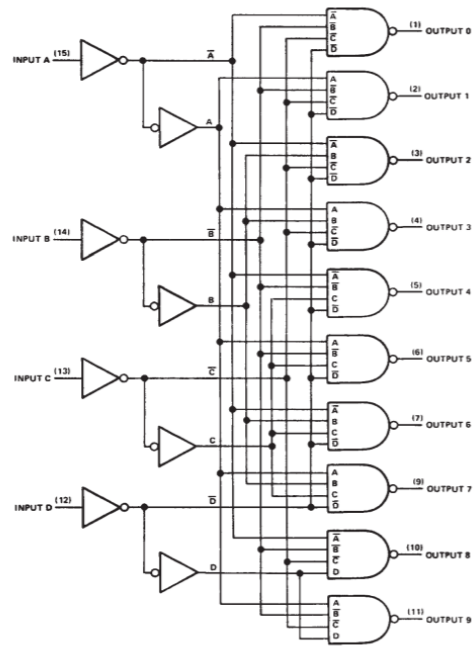 A̅
B̅
C̅
D̅
(1) OUTPUT 0
INPUT A (15) A̅
A
B̅
C̅
D̅
(2) OUTPUT 1
A
A̅
B
C̅
D̅
(3) OUTPUT 2
A
B
C̅
D̅
(4) OUTPUT 3
INPUT B (14) B̅
A̅
B̅
C
D̅
(5) OUTPUT 4
B
A
B̅
C
D̅
(6) OUTPUT 5
INPUT C (13) C̅
A̅
B
C
D̅
(7) OUTPUT 6
C
A
B
C
D̅
(9) OUTPUT 7
INPUT D (12) D̅
A̅
B̅
C̅
D
(10) OUTPUT 8
D
A
B̅
C̅
D
(11) OUTPUT 9